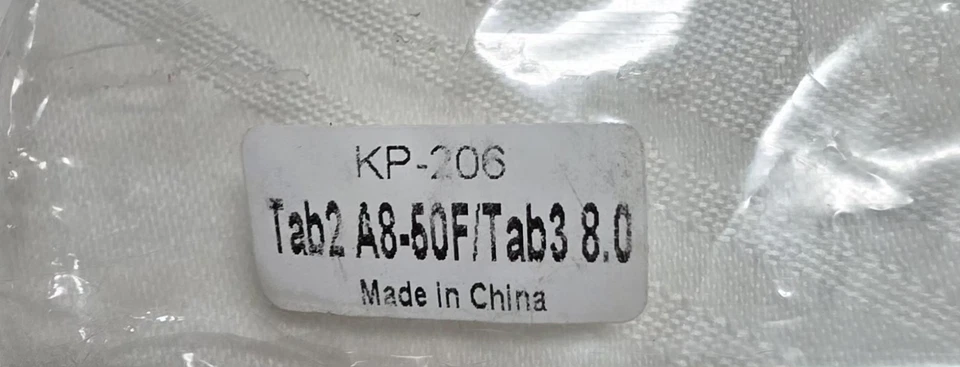 KP-206
Tab2 A8-50F/Tab3 8.0
Made in China